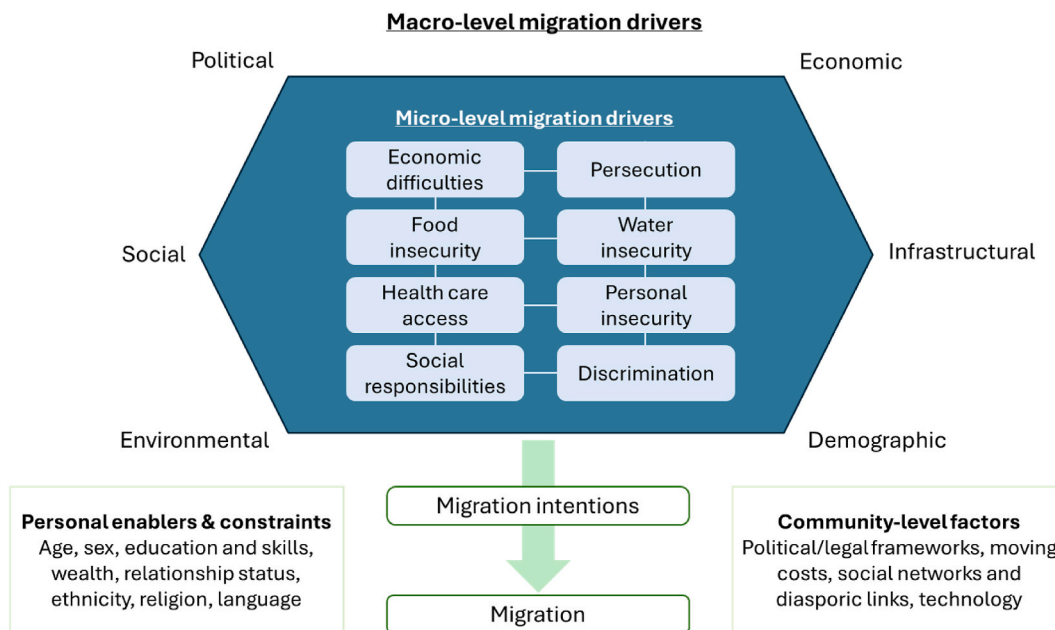 Macro-level migration drivers
Political
Economic
Micro-level migration drivers
Economic
difficulties
Persecution
Food
insecurity
Water
insecurity
Social
Infrastructural
Health care
access
Personal
insecurity
Social
responsibilities
Discrimination
Environmental
Demographic
Migration intentions
Personal enablers & constraints
Age, sex, education and skills,
wealth, relationship status,
ethnicity, religion, language
Community-level factors
Political/legal frameworks, moving
costs, social networks and
diasporic links, technology
Migration